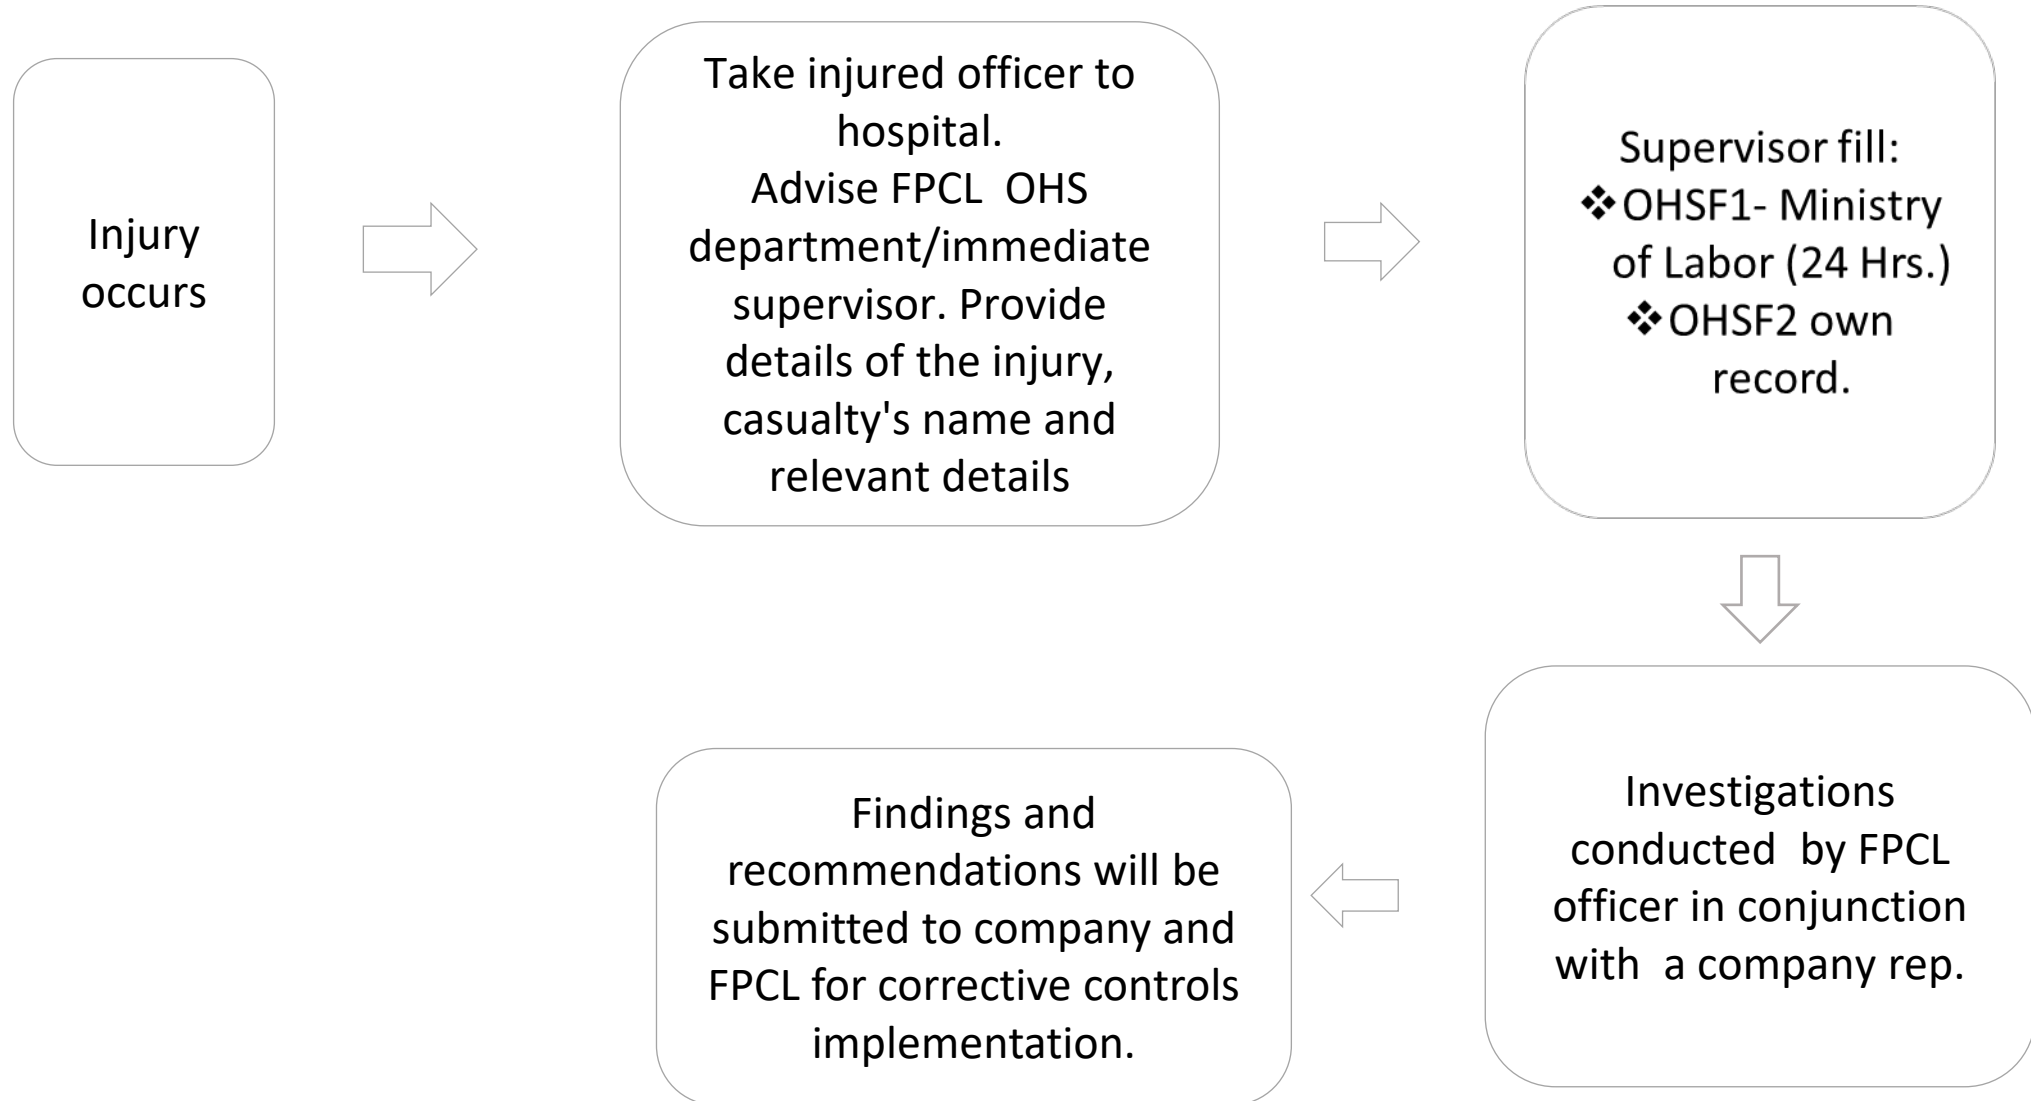 Injury
occurs
Take injured officer to
hospital.
Advise FPCL  OHS
department/immediate
supervisor. Provide
details of the injury,
casualty's name and
relevant details
Supervisor fill:
❖OHSF1- Ministry
of Labor (24 Hrs.)
❖OHSF2 own
record.
Investigations
conducted  by FPCL
officer in conjunction
with  a company rep.
Findings and
recommendations will be
submitted to company and
FPCL for corrective controls
implementation.